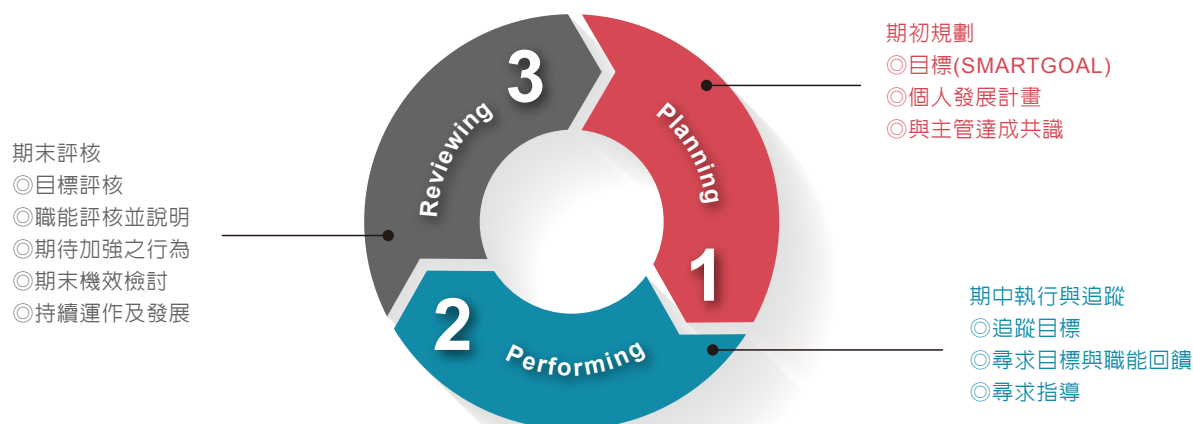 1
Planning
期初規劃
◎目標(SMARTGOAL)
◎個人發展計畫
◎與主管達成共識
2
Performing
期中執行與追蹤
◎追蹤目標
◎尋求目標與職能回饋
◎尋求指導
3
Reviewing
期末評核
◎目標評核
◎職能評核並說明
◎期待加強之行為
◎期末機效檢討
◎持續運作及發展